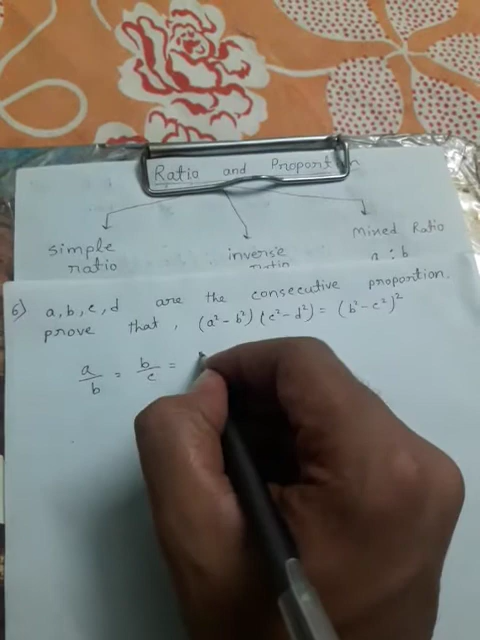 Ratio and Proportion
simple
ratio
inverse
ratio
Mixed Ratio
a : b
6) a, b, c, d are the consecutive proportion.
prove that, (a² - b²) (c² - d²) = (b² - c²)²
a/b = b/c =